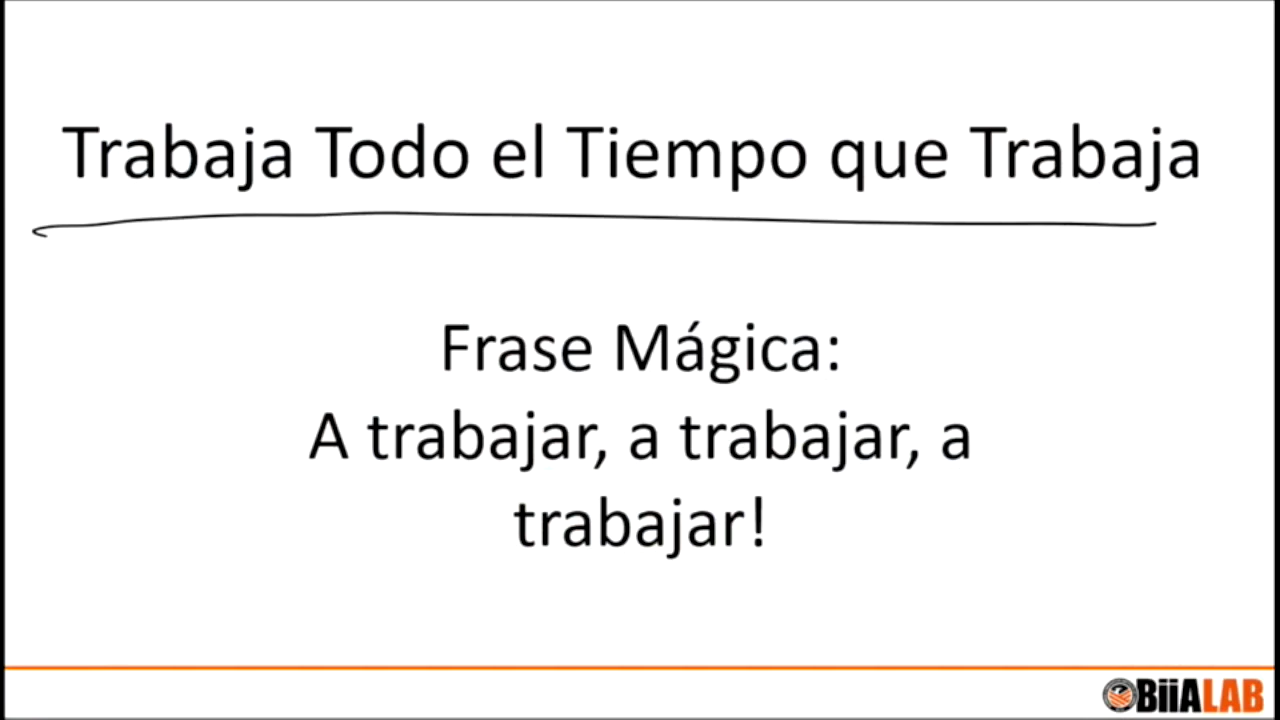 Trabaja Todo el Tiempo que Trabaja
Frase Mágica:
A trabajar, a trabajar, a
trabajar!
BiiALAB